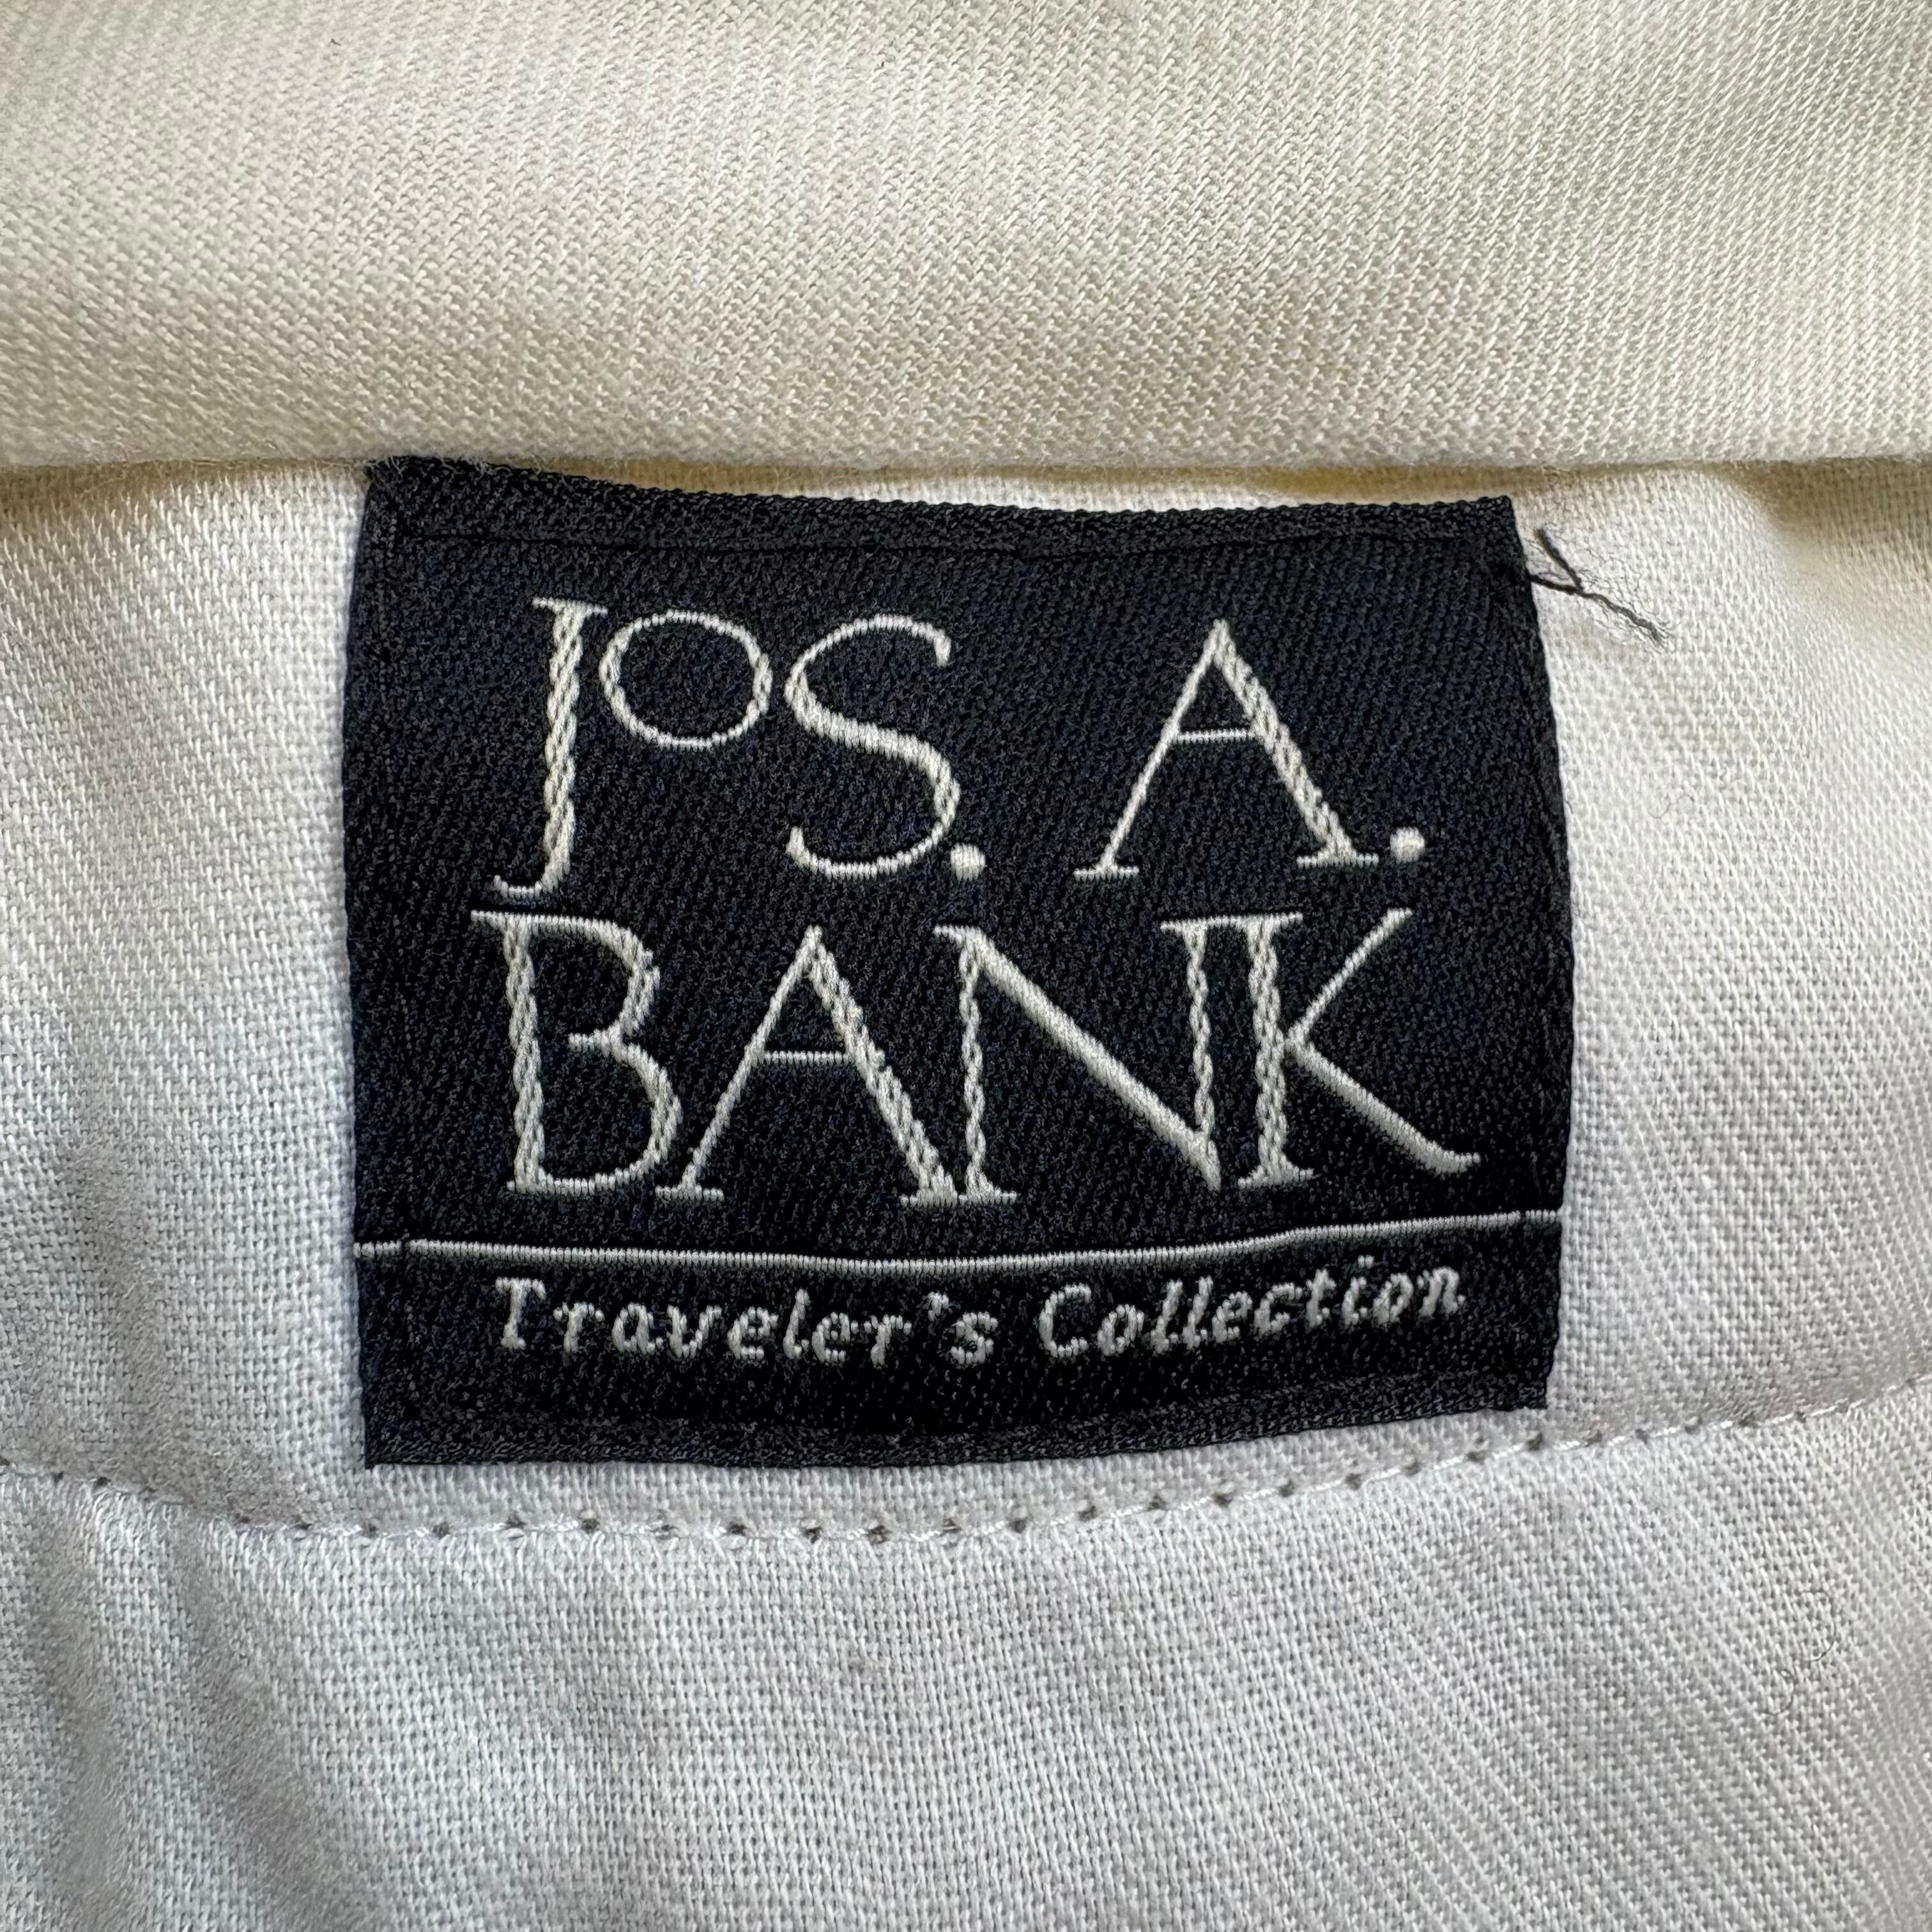 JoS. A.
BANK
Traveler's Collection